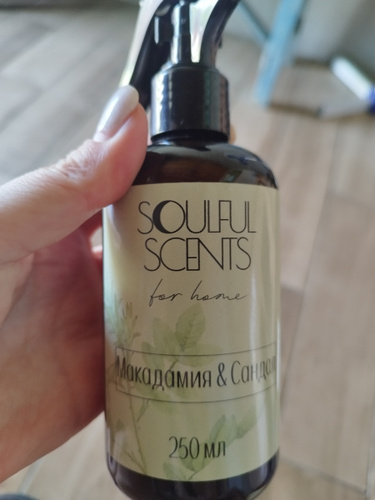 SOULFUL
SCENTS
for home
Макадамия & Сандал
250 мл